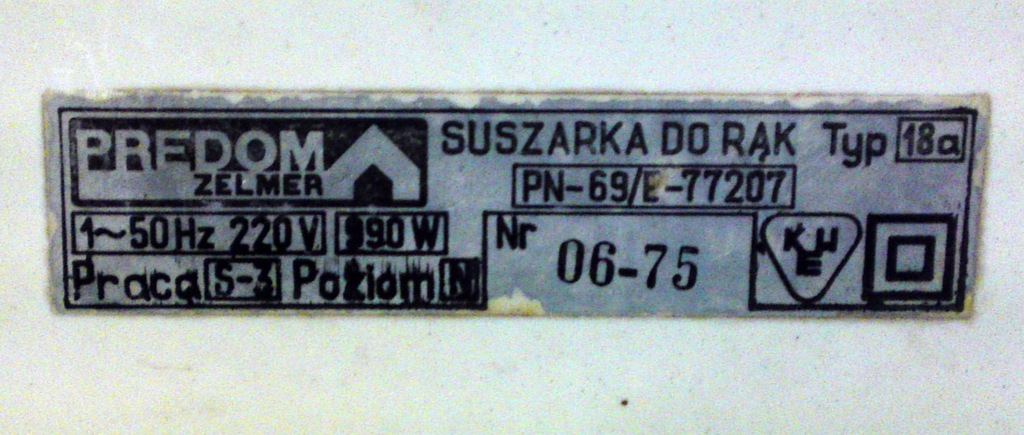 PREDOM
ZELMER
SUSZARKA DO RĄK Typ 18a
PN-69/E-77207
1~50Hz 220V 990W
Praca S-3 Poziom N
Nr 06-75
KWE